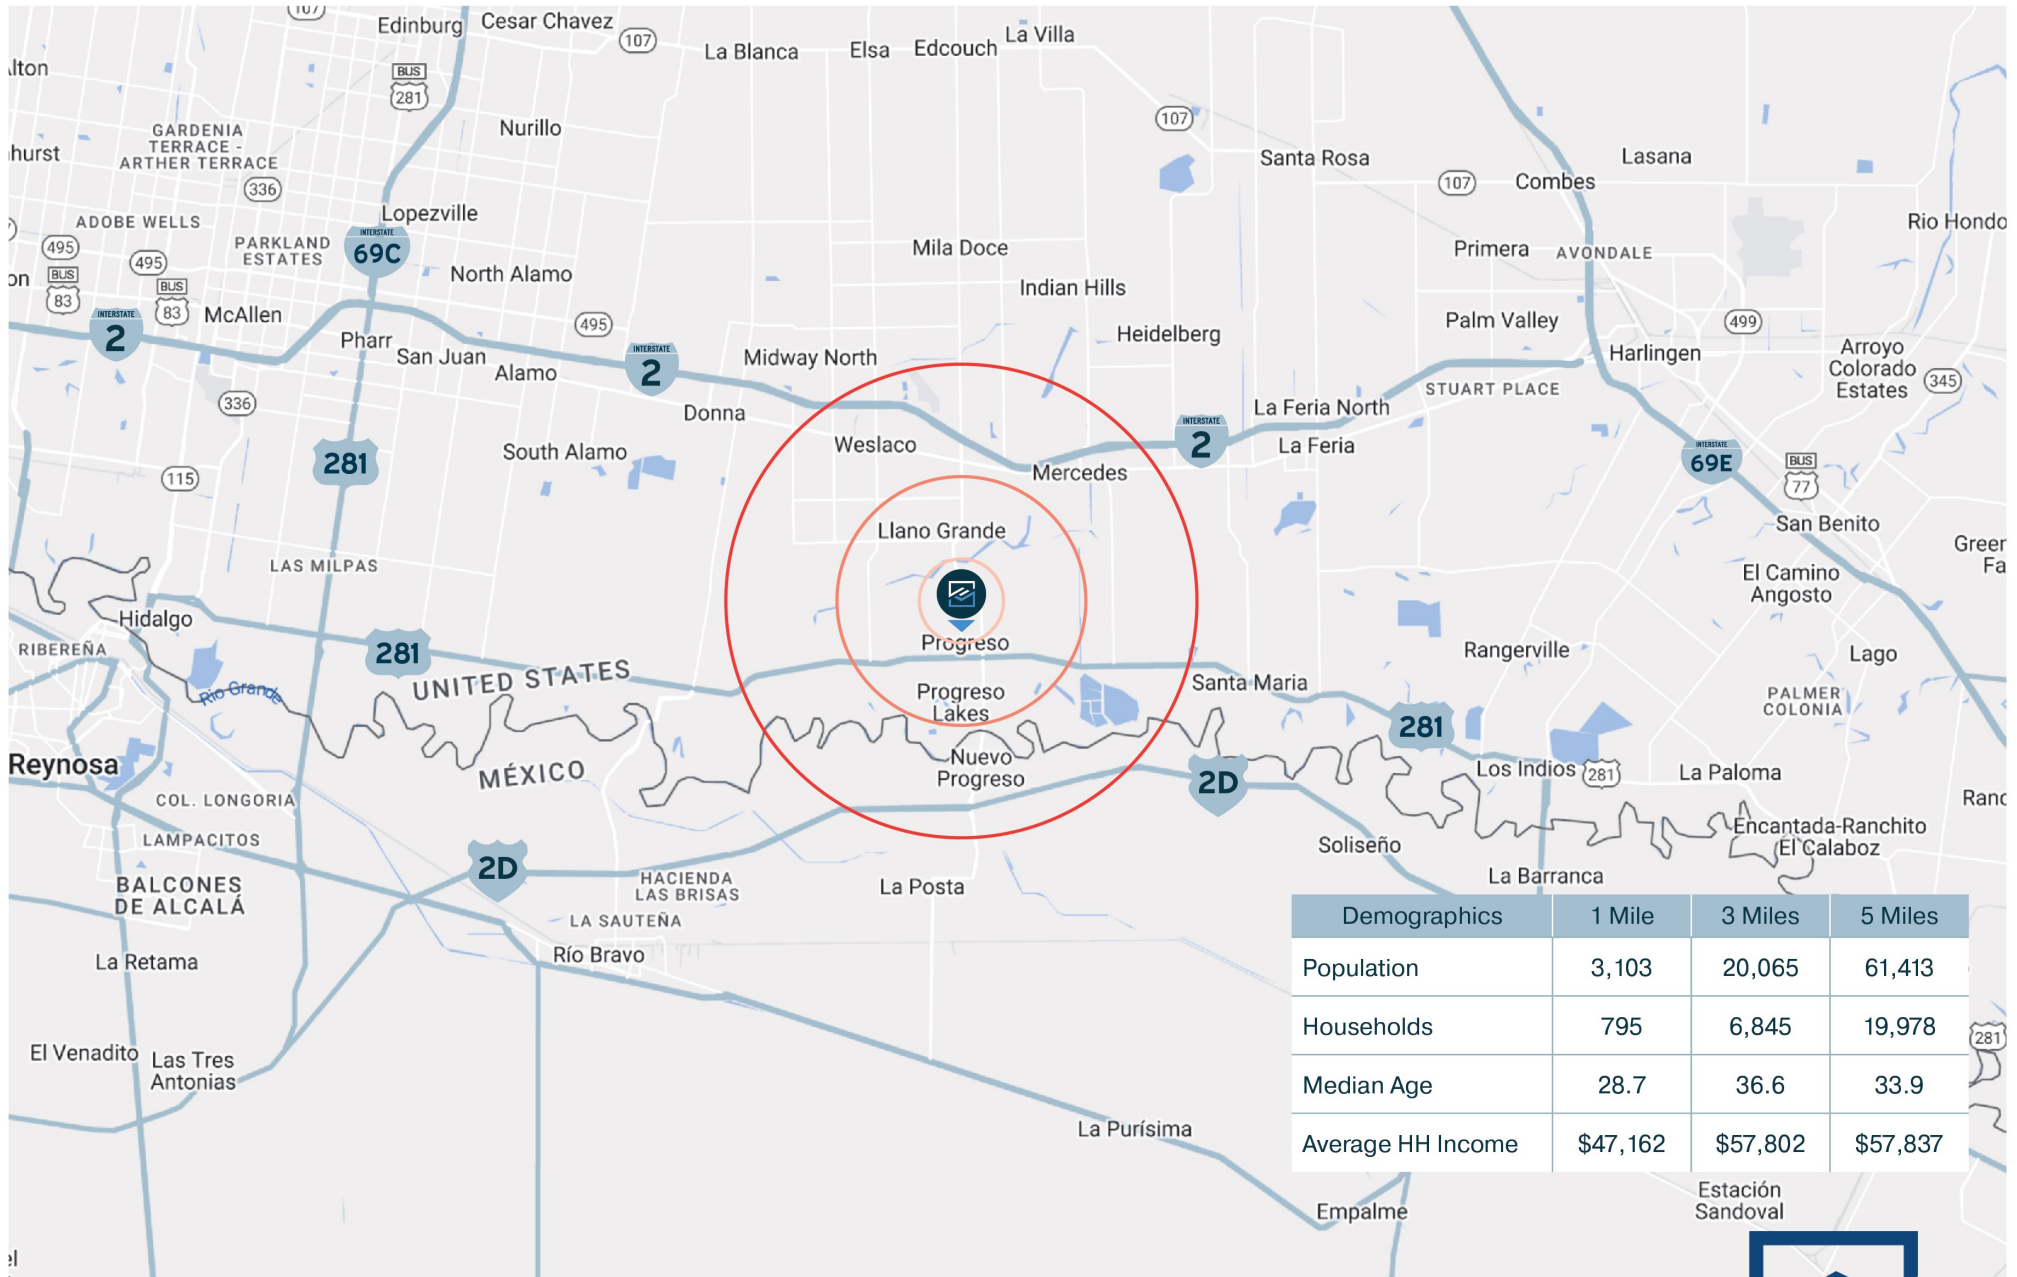 107
Edinburg
Cesar Chavez
107
La Blanca
Elsa
Edcouch
La Villa
BUS
281
Nurillo
107
GARDENIA
TERRACE -
ARTHER TERRACE
336
Santa Rosa
107
Combes
Lasana
Lopezville
ADOBE WELLS
495
PARKLAND
ESTATES
INTERSTATE
69C
495
BUS
83
BUS
83
McAllen
North Alamo
Mila Doce
Indian Hills
Primera
AVONDALE
Rio Hondo
INTERSTATE
2
Pharr
San Juan
Alamo
495
INTERSTATE
2
Midway North
Heidelberg
Palm Valley
499
Harlingen
Arroyo
Colorado
Estates
345
336
Donna
STUART PLACE
La Feria North
INTERSTATE
2
La Feria
Weslaco
Mercedes
South Alamo
281
115
INTERSTATE
69E
BUS
77
San Benito
Llano Grande
LAS MILPAS
El Camino
Angosto
Hidalgo
RIBEREÑA
281
UNITED STATES
Rio Grande
Progreso
Progreso
Lakes
Santa Maria
Rangerville
Lago
PALMER
COLONIA
281
Reynosa
MÉXICO
Nuevo
Progreso
2D
Los Indios
281
La Paloma
COL. LONGORIA
LAMPACITOS
Encantada-Ranchito
El Calaboz
Soliseño
La Barranca
2D
HACIENDA
LAS BRISAS
La Posta
BALCONES
DE ALCALÁ
LA SAUTEÑA
Río Bravo
La Retama
El Venadito
Las Tres
Antonias
La Purísima
Empalme
Estación
Sandoval
281
Demographics 1 Mile 3 Miles 5 Miles
Population 3,103 20,065 61,413
Households 795 6,845 19,978
Median Age 28.7 36.6 33.9
Average HH Income $47,162 $57,802 $57,837